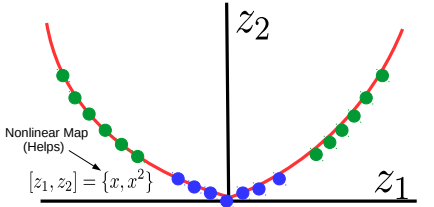 z₂
Nonlinear Map
(Helps)
[z₁, z₂] = {x, x²}
z₁